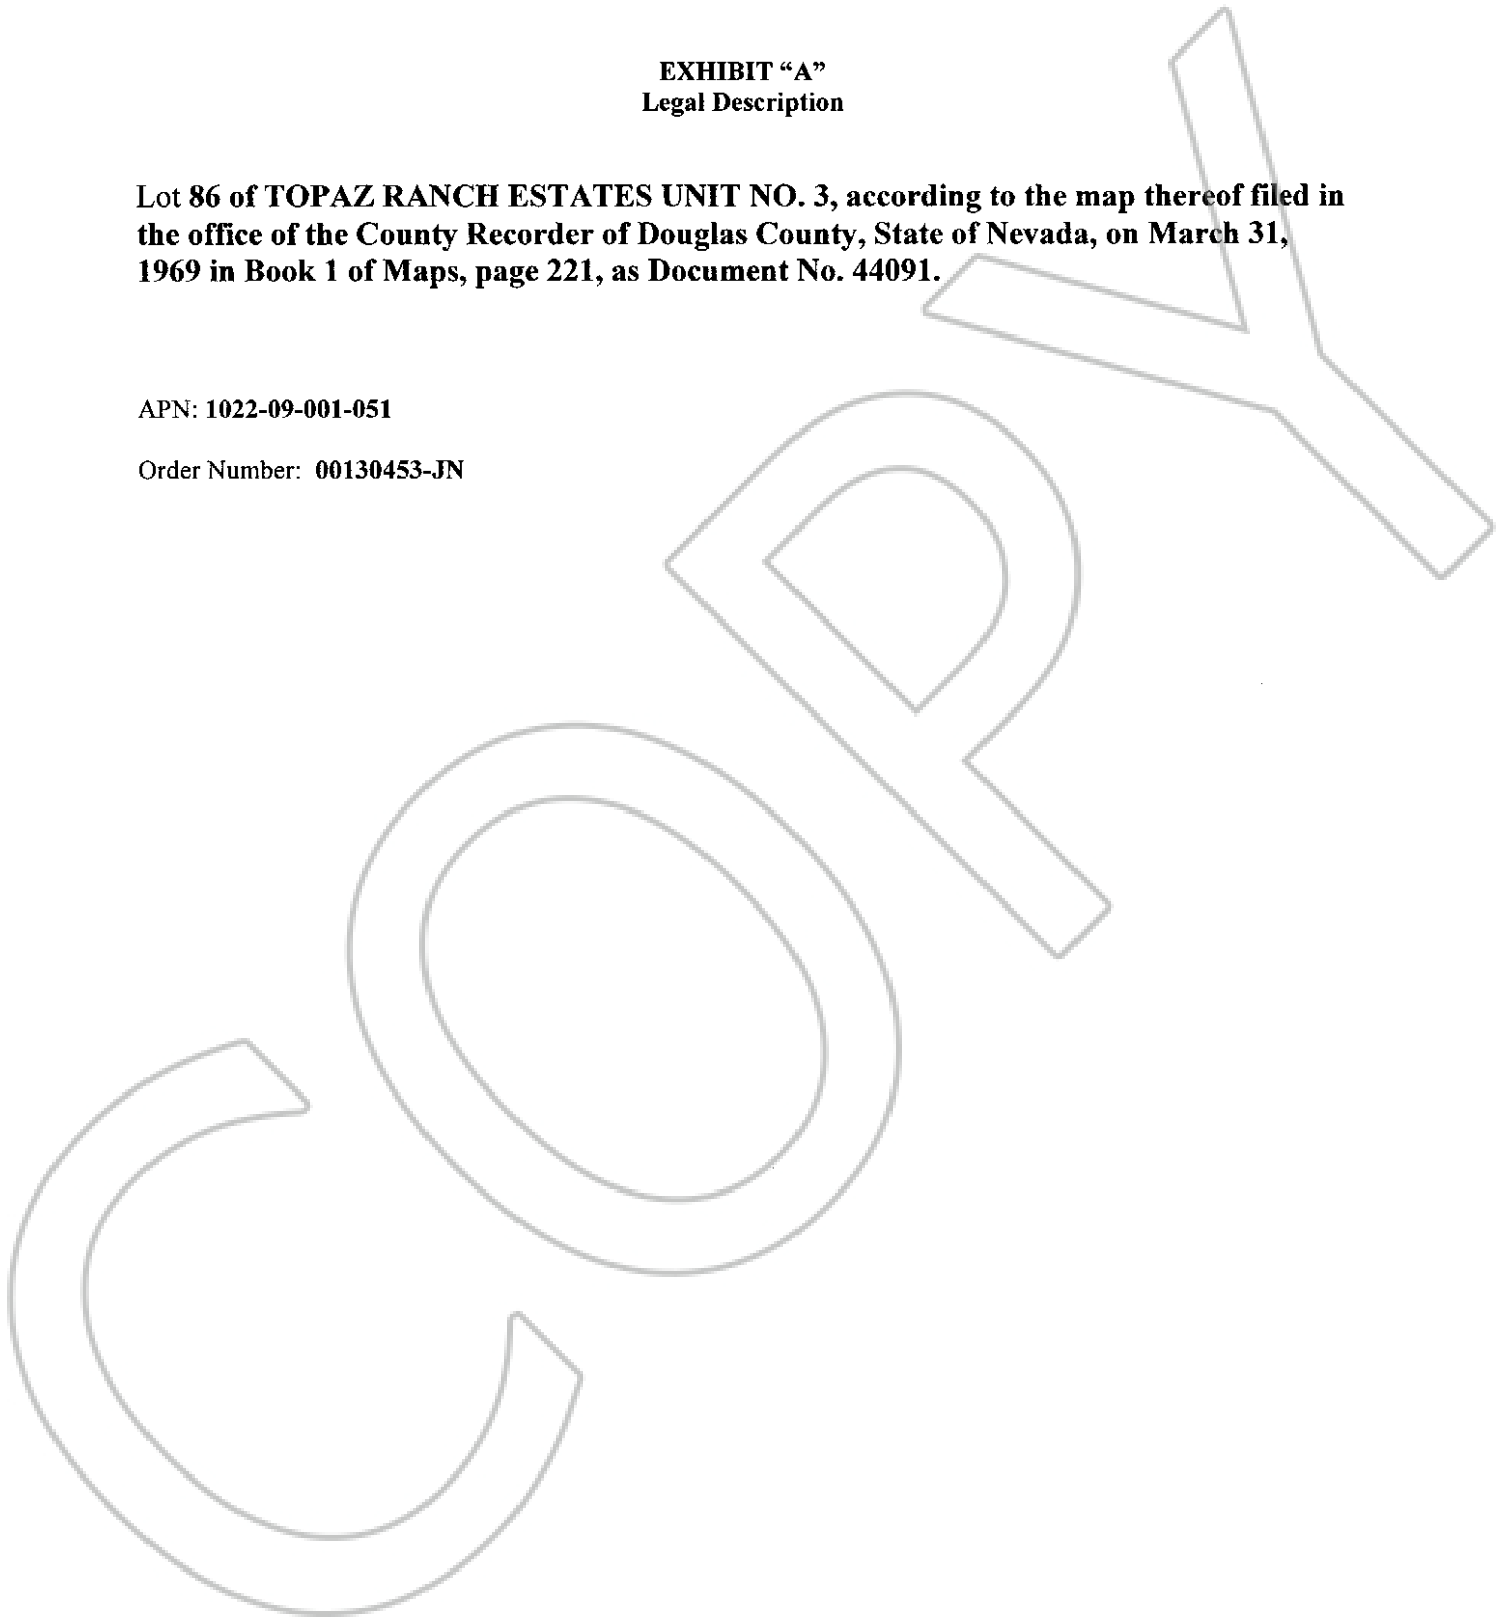 EXHIBIT “A”
Legal Description
Lot 86 of TOPAZ RANCH ESTATES UNIT NO. 3, according to the map thereof filed in
the office of the County Recorder of Douglas County, State of Nevada, on March 31,
1969 in Book 1 of Maps, page 221, as Document No. 44091.
APN: 1022-09-001-051
Order Number: 00130453-JN
COPY